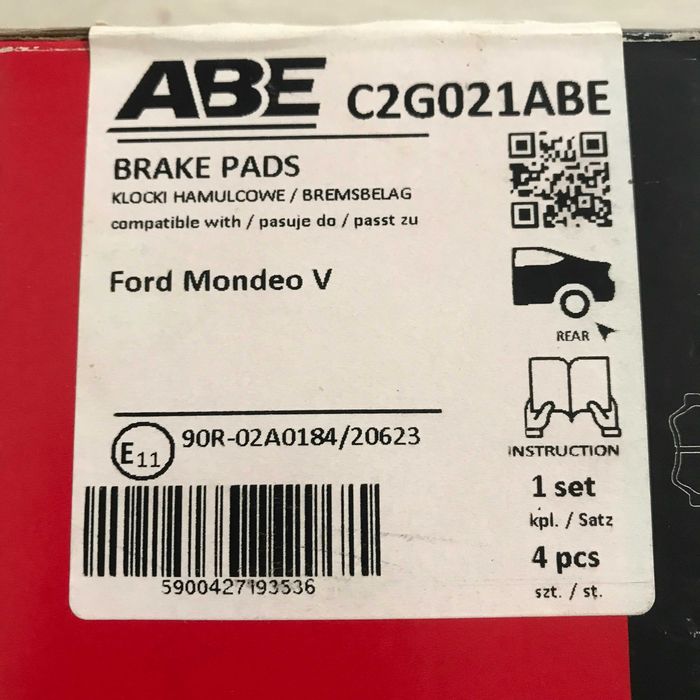 ABE C2G021ABE
BRAKE PADS
KLOCKI HAMULCOWE / BREMSBELAG
compatible with / pasuje do / passt zu
Ford Mondeo V
REAR
E11 90R-02A0184/20623
INSTRUCTION
1 set
kpl. / Satz
4 pcs
szt. / st.
5900427193536